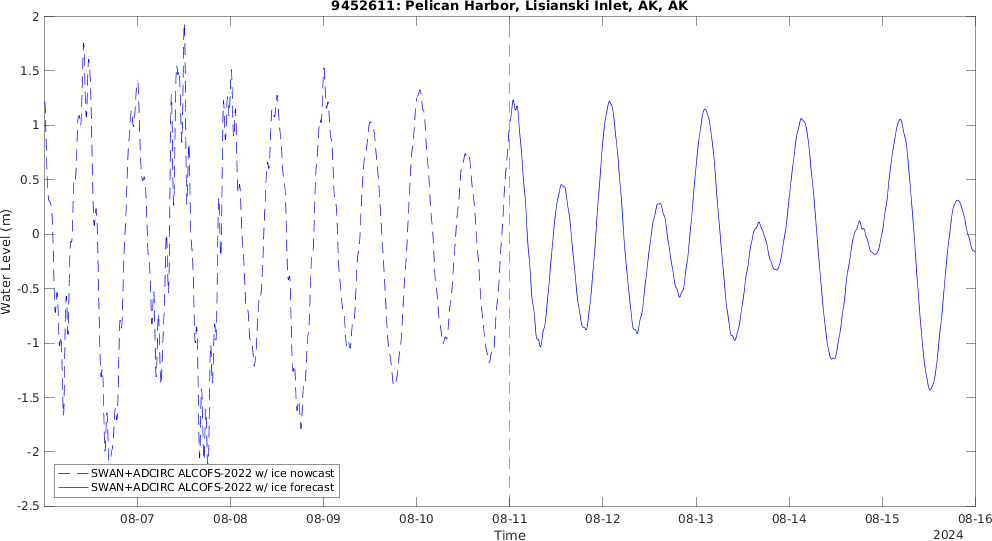 9452611: Pelican Harbor, Lisianski Inlet, AK, AK
2
1.5
1
0.5
0
-0.5
-1
-1.5
-2
-2.5
Water Level (m)
SWAN+ADCIRC ALCOFS-2022 w/ ice nowcast
SWAN+ADCIRC ALCOFS-2022 w/ ice forecast
08-07 08-08 08-09 08-10 08-11 08-12 08-13 08-14 08-15 08-16
Time
2024